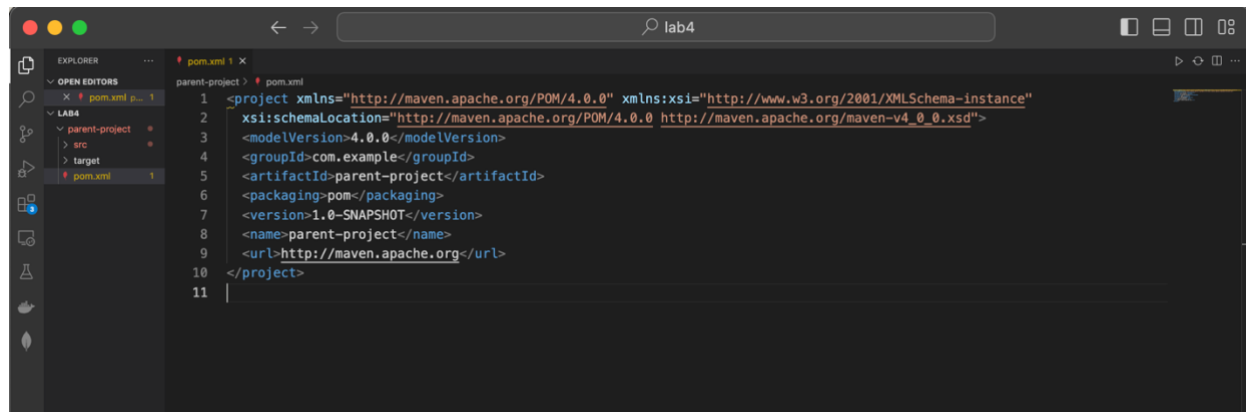 lab4
EXPLORER ...
OPEN EDITORS
pom.xml p... 1
LAB4
parent-project
src
target
pom.xml 1
3
pom.xml 1
parent-project > pom.xml
1 <project xmlns="http://maven.apache.org/POM/4.0.0" xmlns:xsi="http://www.w3.org/2001/XMLSchema-instance"
2 xsi:schemaLocation="http://maven.apache.org/POM/4.0.0 http://maven.apache.org/maven-v4_0_0.xsd">
3 <modelVersion>4.0.0</modelVersion>
4 <groupId>com.example</groupId>
5 <artifactId>parent-project</artifactId>
6 <packaging>pom</packaging>
7 <version>1.0-SNAPSHOT</version>
8 <name>parent-project</name>
9 <url>http://maven.apache.org</url>
10 </project>
11